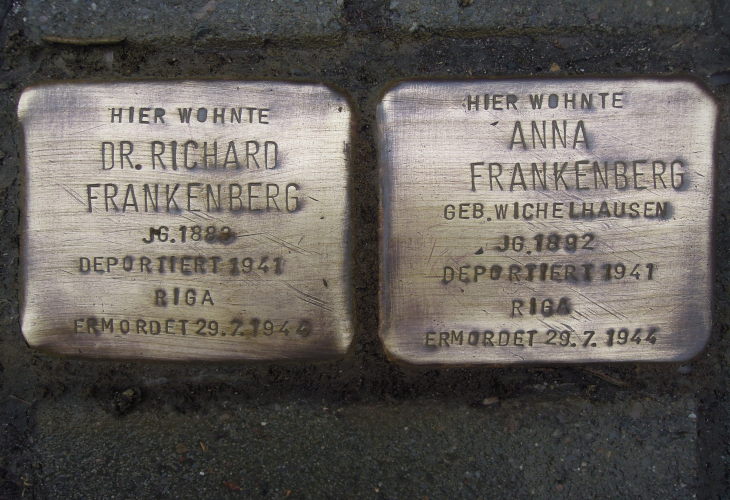 HIER WOHNTE
DR. RICHARD
FRANKENBERG
JG. 1883
DEPORTIERT 1941
RIGA
ERMORDET 29.7.1944
HIER WOHNTE
ANNA
FRANKENBERG
GEB. WICHELHAUSEN
JG. 1892
DEPORTIERT 1941
RIGA
ERMORDET 29.7.1944